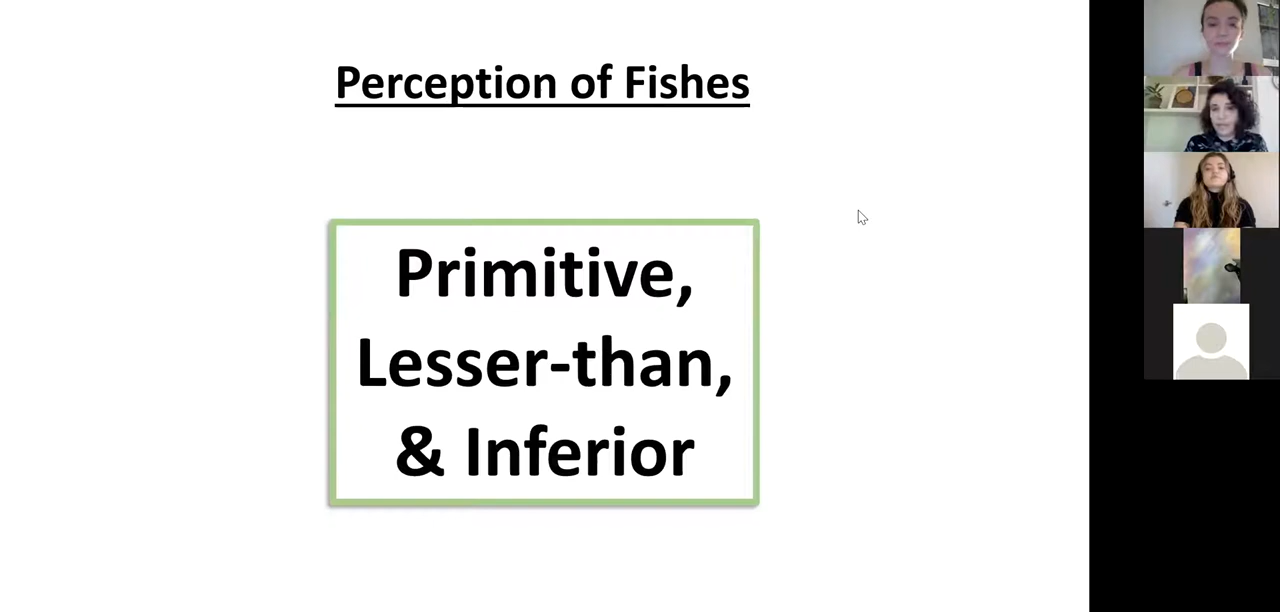 Perception of Fishes
Primitive,
Lesser-than,
& Inferior